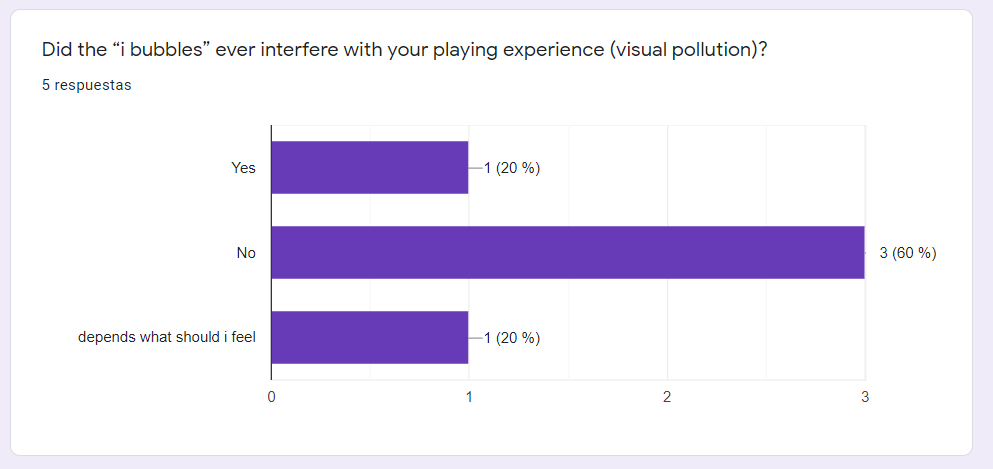 Did the “i bubbles” ever interfere with your playing experience (visual pollution)?
5 respuestas
Yes
1 (20 %)
No
3 (60 %)
depends what should i feel
1 (20 %)
0
1
2
3